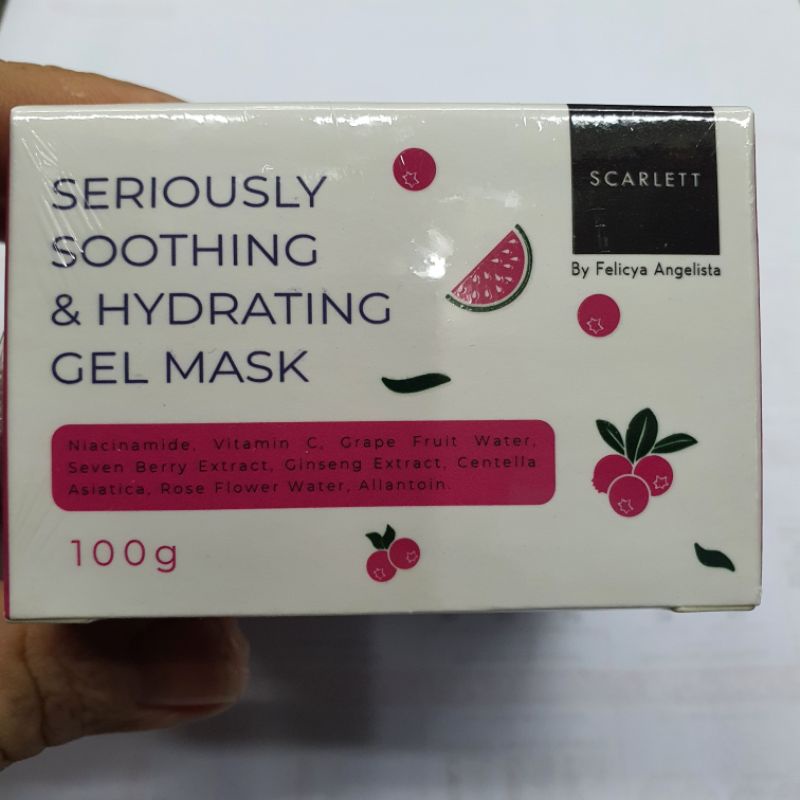 SERIOUSLY
SOOTHING
& HYDRATING
GEL MASK
SCARLETT
By Felicya Angelista
Niacinamide, Vitamin C, Grape Fruit Water,
Seven Berry Extract, Ginseng Extract, Centella
Asiatica, Rose Flower Water, Allantoin.
100g